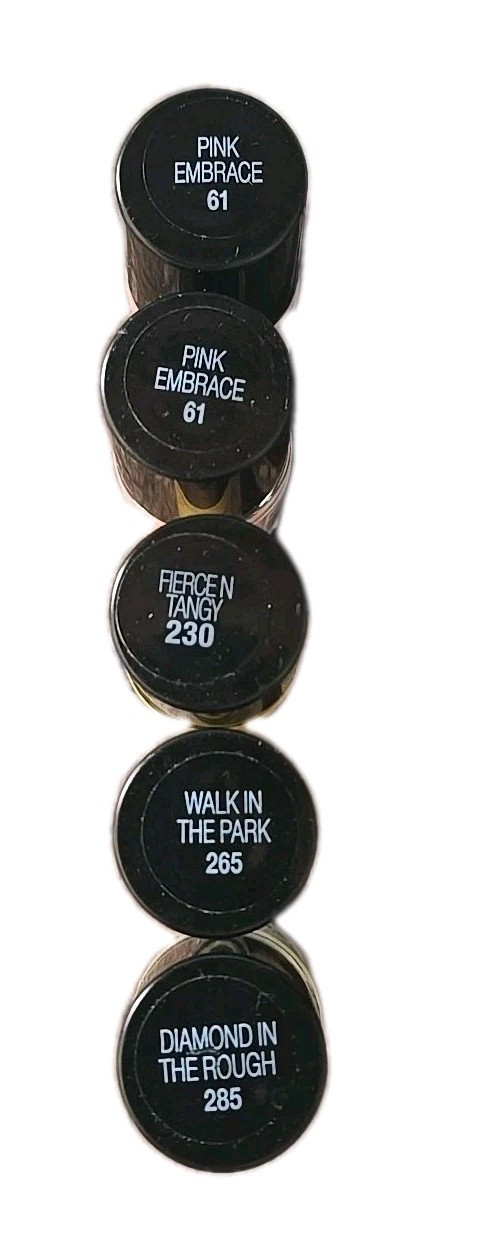 PINK
EMBRACE
61
PINK
EMBRACE
61
FIERCE N
TANGY
230
WALK IN
THE PARK
265
DIAMOND IN
THE ROUGH
285